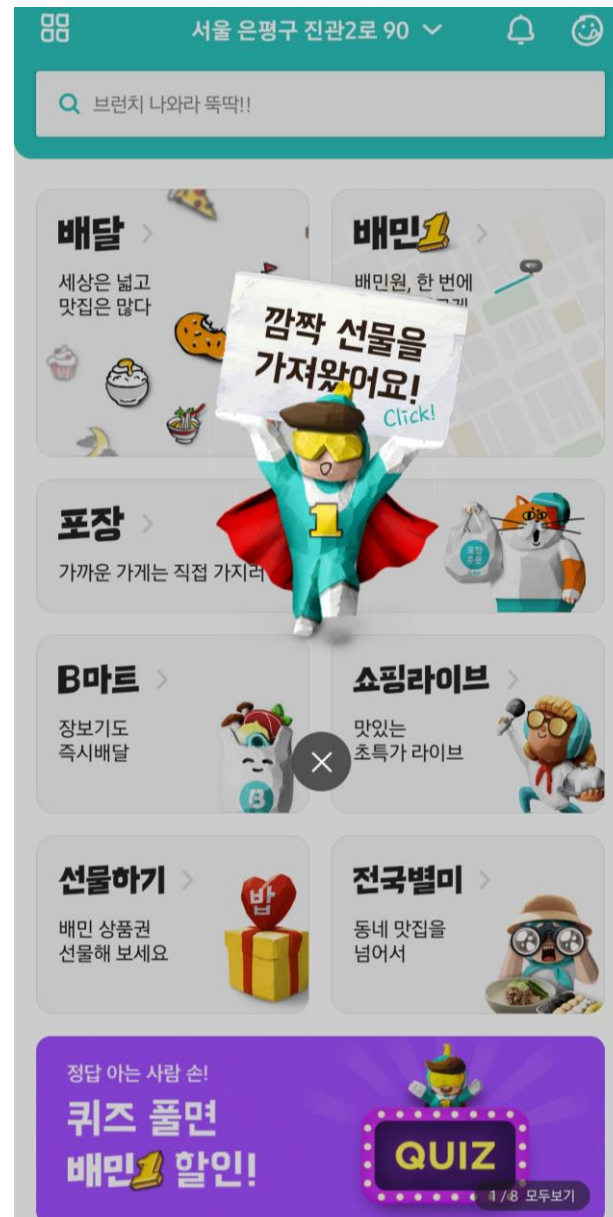 서울 은평구 진관2로 90
브런치 나와라 뚝딱!!
배달
세상은 넓고
맛집은 많다
배민1
배민원, 한 번에
깜짝 선물을
가져왔어요!
Click!
1
포장
가까운 가게는 직접 가지러
포장
주문
B마트
장보기도
즉시배달
B
쇼핑라이브
맛있는
초특가 라이브
선물하기
배민 상품권
선물해 보세요
밥
전국별미
동네 맛집을
넘어서
정답 아는 사람 손!
퀴즈 풀면
배민1 할인!
QUIZ
1 / 8 모두보기